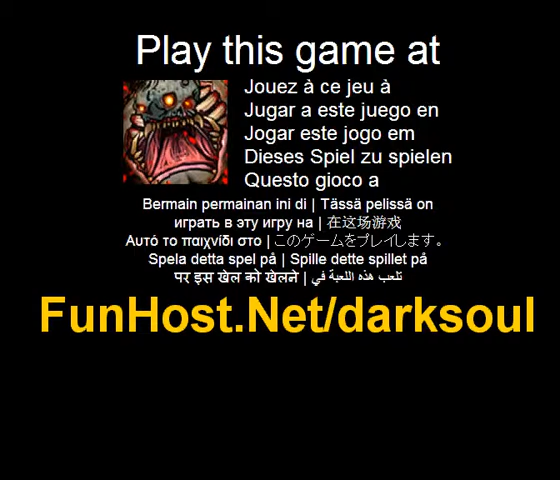 Play this game at
Jouez à ce jeu à
Jugar a este juego en
Jogar este jogo em
Dieses Spiel zu spielen
Questo gioco a
Bermain permainan ini di | Tässä pelissä on
играть в эту игру на | 在这场游戏
Αυτό το παιχνίδι στο | このゲームをプレイします。
Spela detta spel på | Spille dette spillet på
पर इस खेल को खेलने | تلعب هذه اللعبة في
FunHost.Net/darksoul